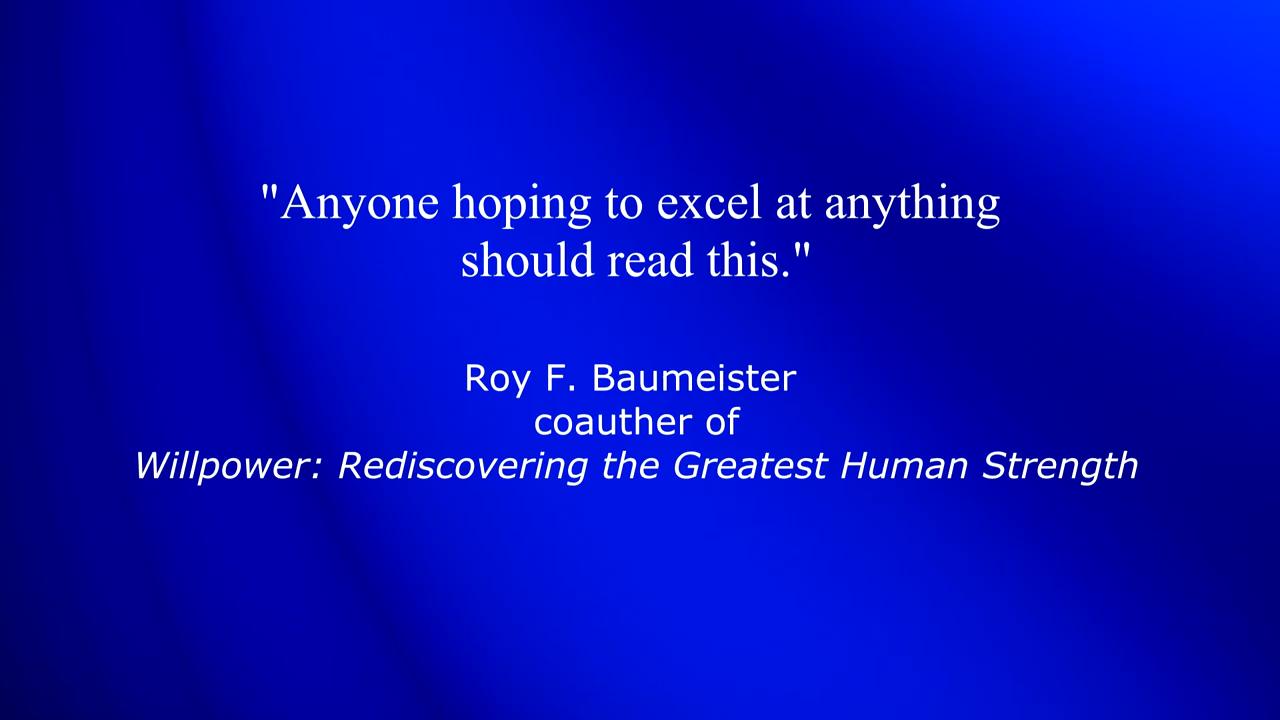 "Anyone hoping to excel at anything
should read this."
Roy F. Baumeister
coauther of
Willpower: Rediscovering the Greatest Human Strength